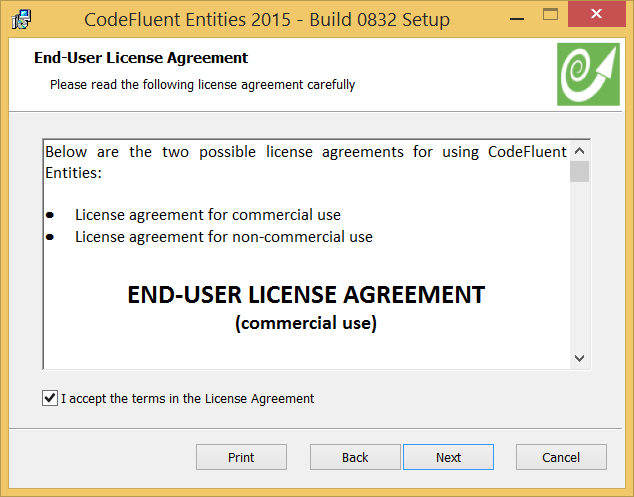 CodeFluent Entities 2015 - Build 0832 Setup
End-User License Agreement
Please read the following license agreement carefully
Below are the two possible license agreements for using CodeFluent
Entities:
● License agreement for commercial use
● License agreement for non-commercial use
END-USER LICENSE AGREEMENT
(commercial use)
I accept the terms in the License Agreement
Print Back Next Cancel